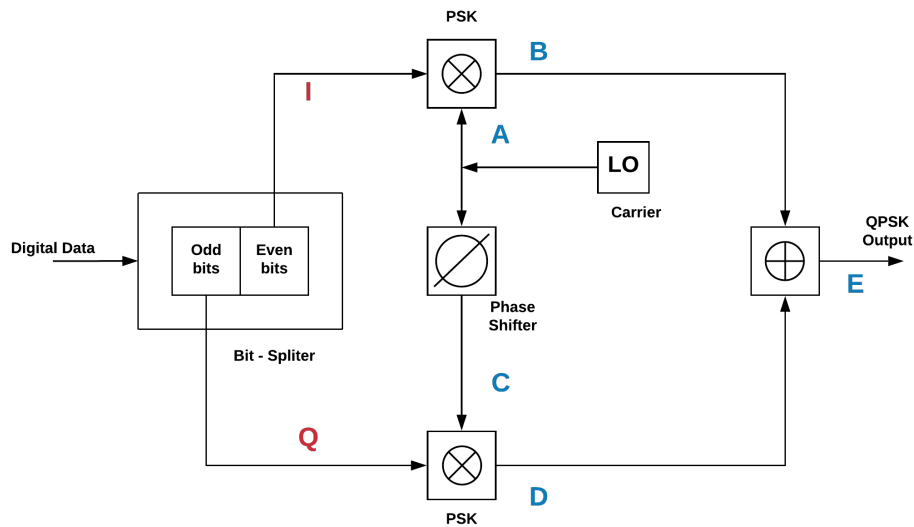 PSK
B
I
A
LO
Carrier
Digital Data
Odd
bits
Even
bits
QPSK
Output
E
Phase
Shifter
Bit - Spliter
C
Q
D
PSK